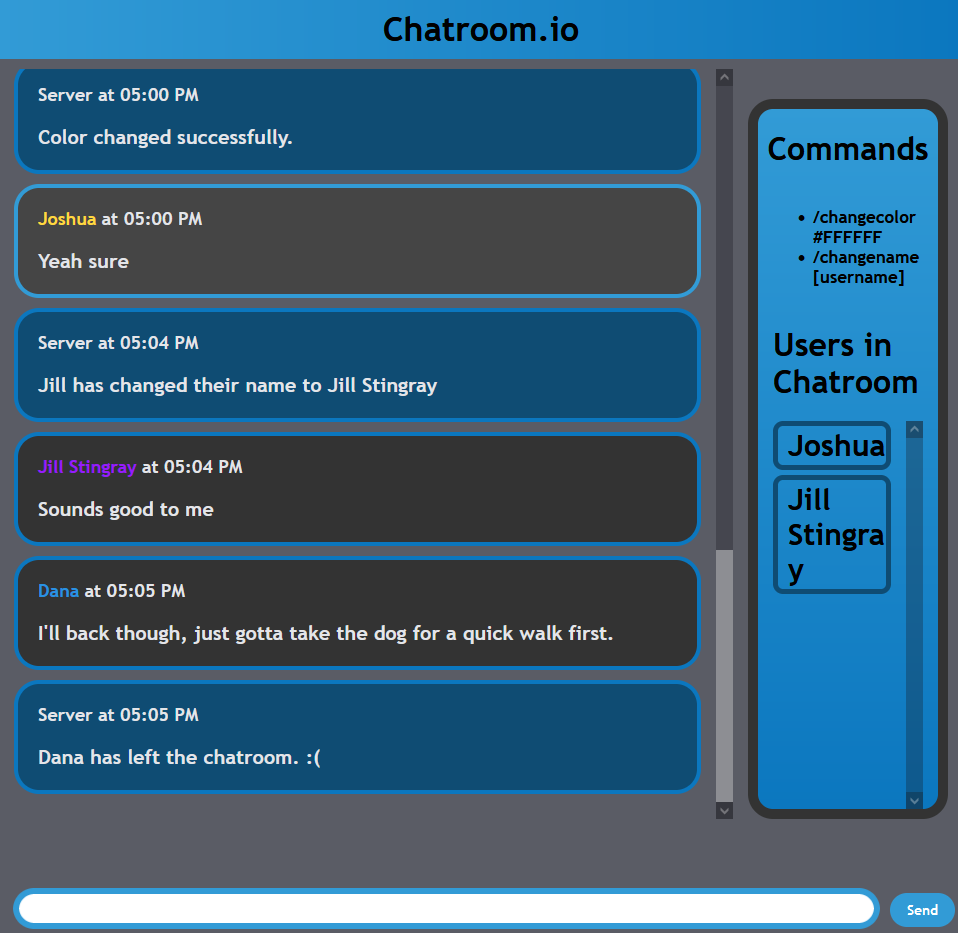 Chatroom.io
Server at 05:00 PM
Color changed successfully.
Joshua at 05:00 PM
Yeah sure
Server at 05:04 PM
Jill has changed their name to Jill Stingray
Jill Stingray at 05:04 PM
Sounds good to me
Dana at 05:05 PM
I'll back though, just gotta take the dog for a quick walk first.
Server at 05:05 PM
Dana has left the chatroom. :(
Commands
• /changecolor
#FFFFFF
• /changename
[username]
Users in
Chatroom
Joshua
Jill
Stingra
y
Send